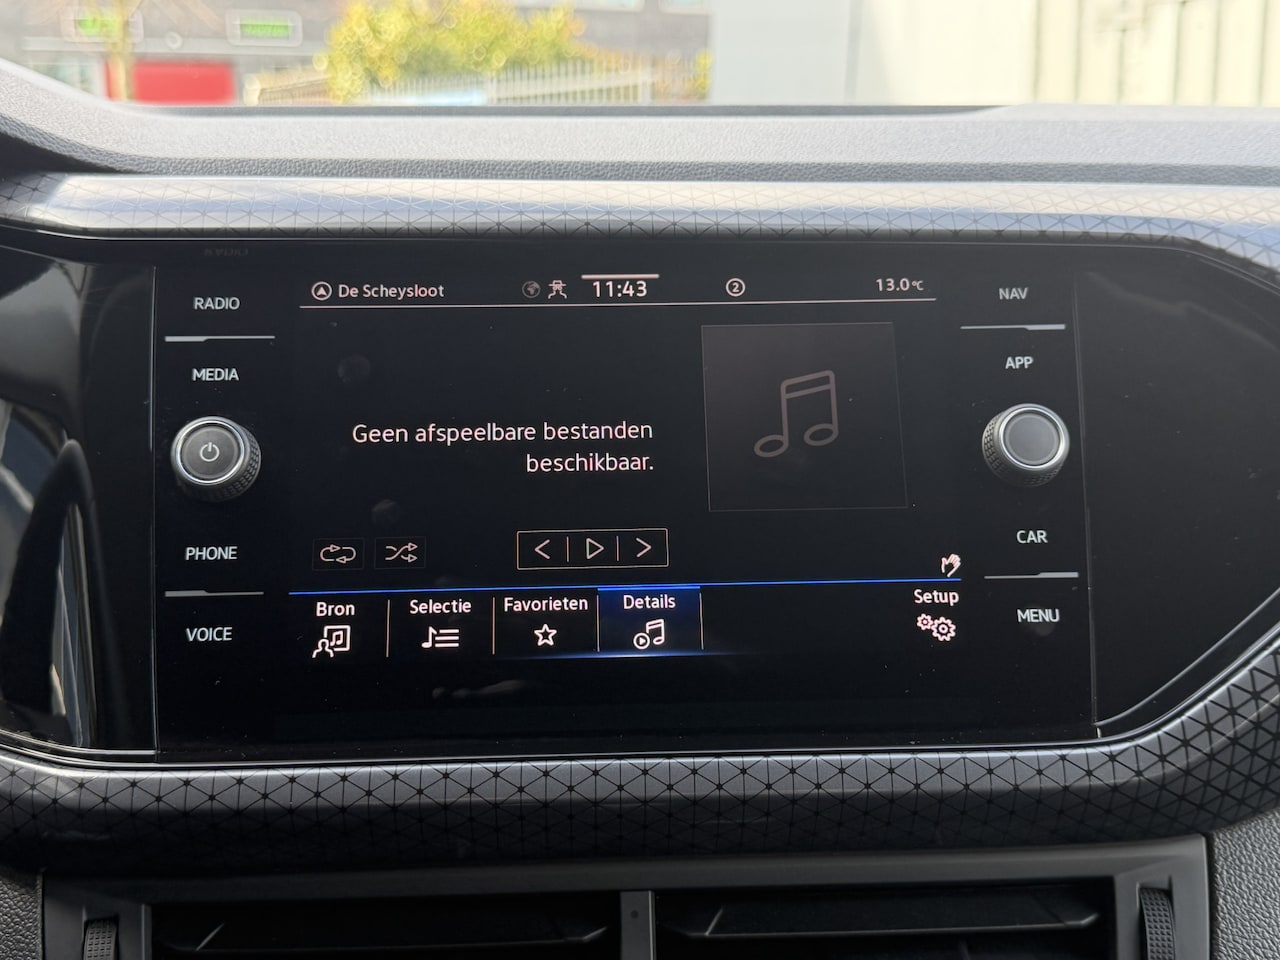 RADIO
MEDIA
PHONE
VOICE
De Scheysloot
11:43
2
13.0°C
Geen afspeelbare bestanden
beschikbaar.
Bron
Selectie
Favorieten
Details
Setup
NAV
APP
CAR
MENU